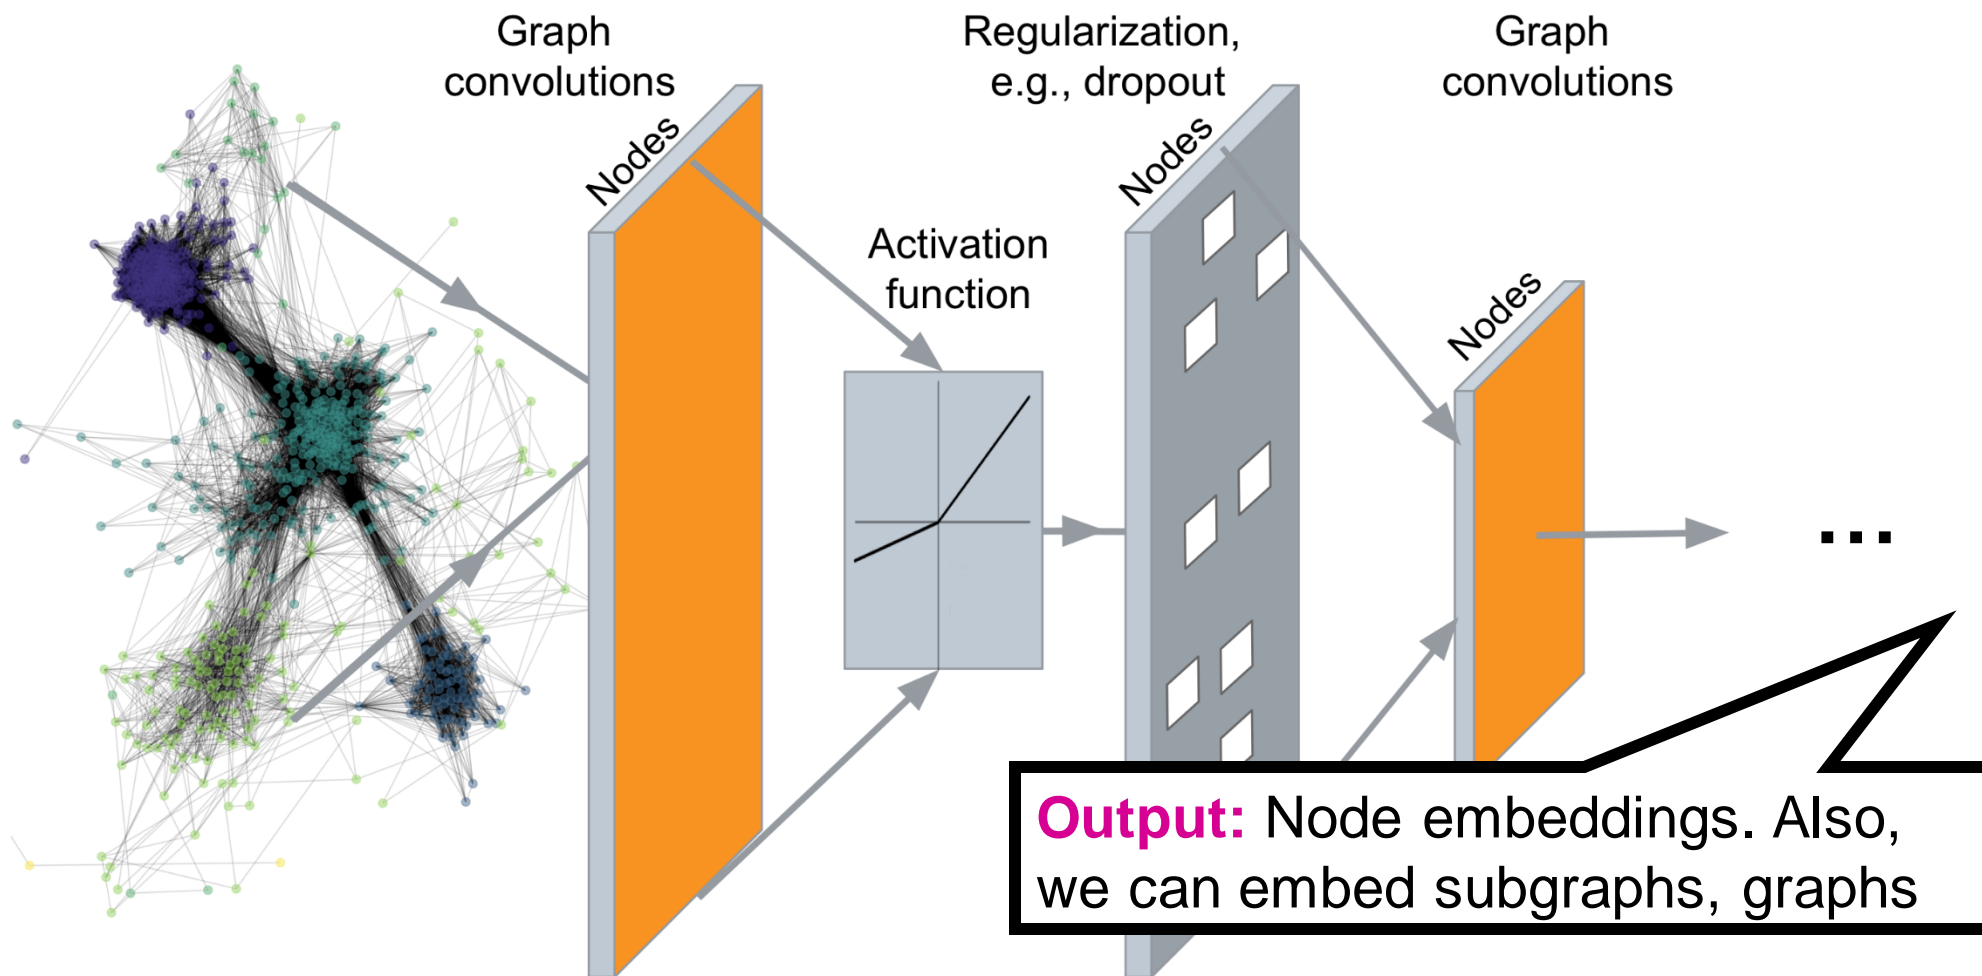 Graph
convolutions
Regularization,
e.g., dropout
Graph
convolutions
Nodes
Nodes
Activation
function
Nodes
...
Output: Node embeddings. Also,
we can embed subgraphs, graphs